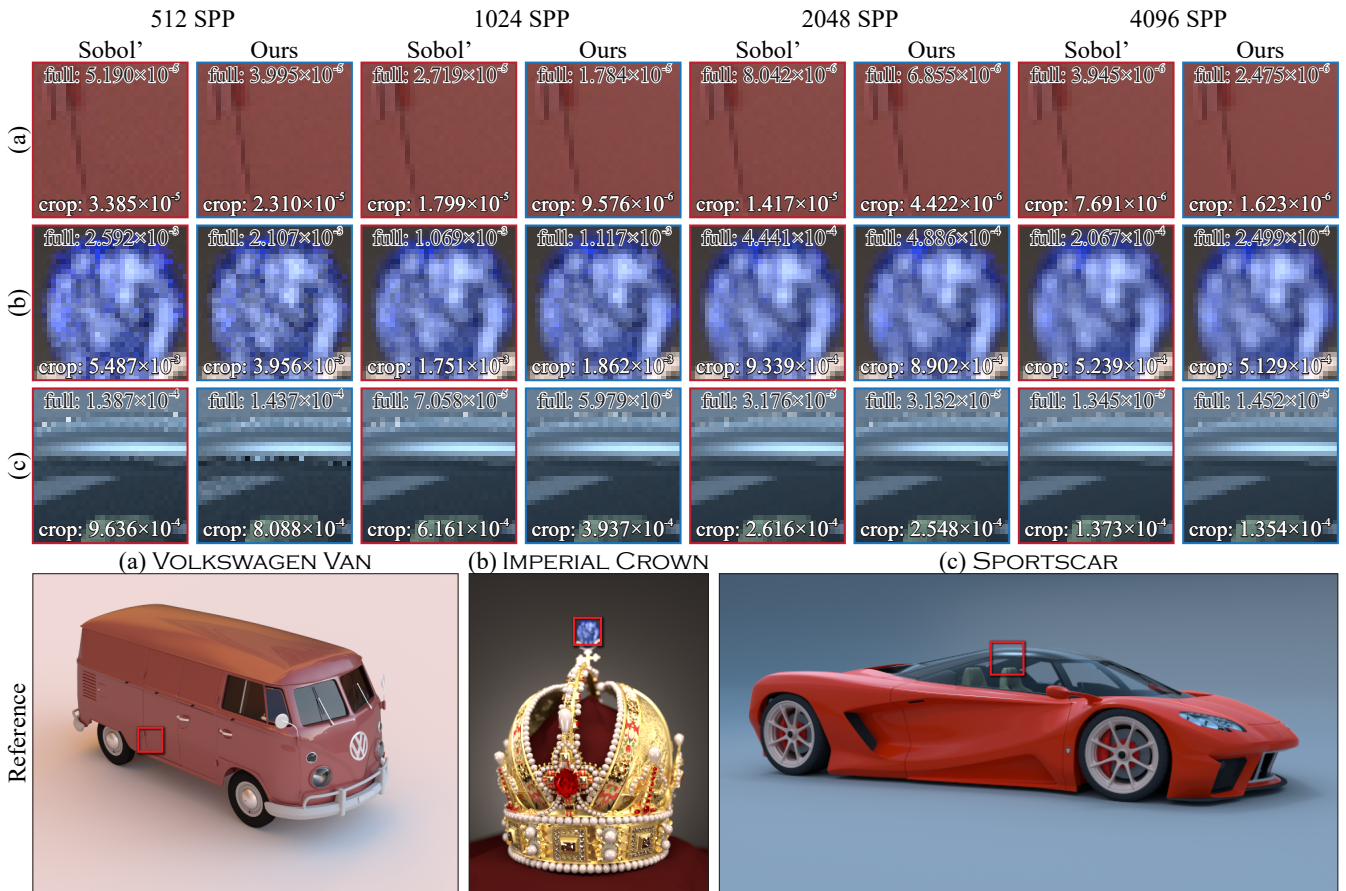 512 SPP 1024 SPP 2048 SPP 4096 SPP
Sobol’ Ours Sobol’ Ours Sobol’ Ours Sobol’ Ours
(a)
full: 5.190×10⁻⁵ full: 3.995×10⁻⁵ full: 2.719×10⁻⁵ full: 1.784×10⁻⁵ full: 8.042×10⁻⁶ full: 6.855×10⁻⁶ full: 3.945×10⁻⁶ full: 2.475×10⁻⁶
crop: 3.385×10⁻⁵ crop: 2.310×10⁻⁵ crop: 1.799×10⁻⁵ crop: 9.576×10⁻⁶ crop: 1.417×10⁻⁵ crop: 4.422×10⁻⁶ crop: 7.691×10⁻⁶ crop: 1.623×10⁻⁶
(b)
full: 2.592×10⁻³ full: 2.107×10⁻³ full: 1.069×10⁻³ full: 1.117×10⁻³ full: 4.441×10⁻⁴ full: 4.886×10⁻⁴ full: 2.067×10⁻⁴ full: 2.499×10⁻⁴
crop: 5.487×10⁻³ crop: 3.956×10⁻³ crop: 1.751×10⁻³ crop: 1.862×10⁻³ crop: 9.339×10⁻⁴ crop: 8.902×10⁻⁴ crop: 5.239×10⁻⁴ crop: 5.129×10⁻⁴
(c)
full: 1.387×10⁻⁴ full: 1.437×10⁻⁴ full: 7.058×10⁻⁵ full: 5.979×10⁻⁵ full: 3.176×10⁻⁵ full: 3.132×10⁻⁵ full: 1.345×10⁻⁵ full: 1.452×10⁻⁵
crop: 9.636×10⁻⁴ crop: 8.088×10⁻⁴ crop: 6.161×10⁻⁴ crop: 3.937×10⁻⁴ crop: 2.616×10⁻⁴ crop: 2.548×10⁻⁴ crop: 1.373×10⁻⁴ crop: 1.354×10⁻⁴
(a) VOLKSWAGEN VAN (b) IMPERIAL CROWN (c) SPORTSCAR
Reference